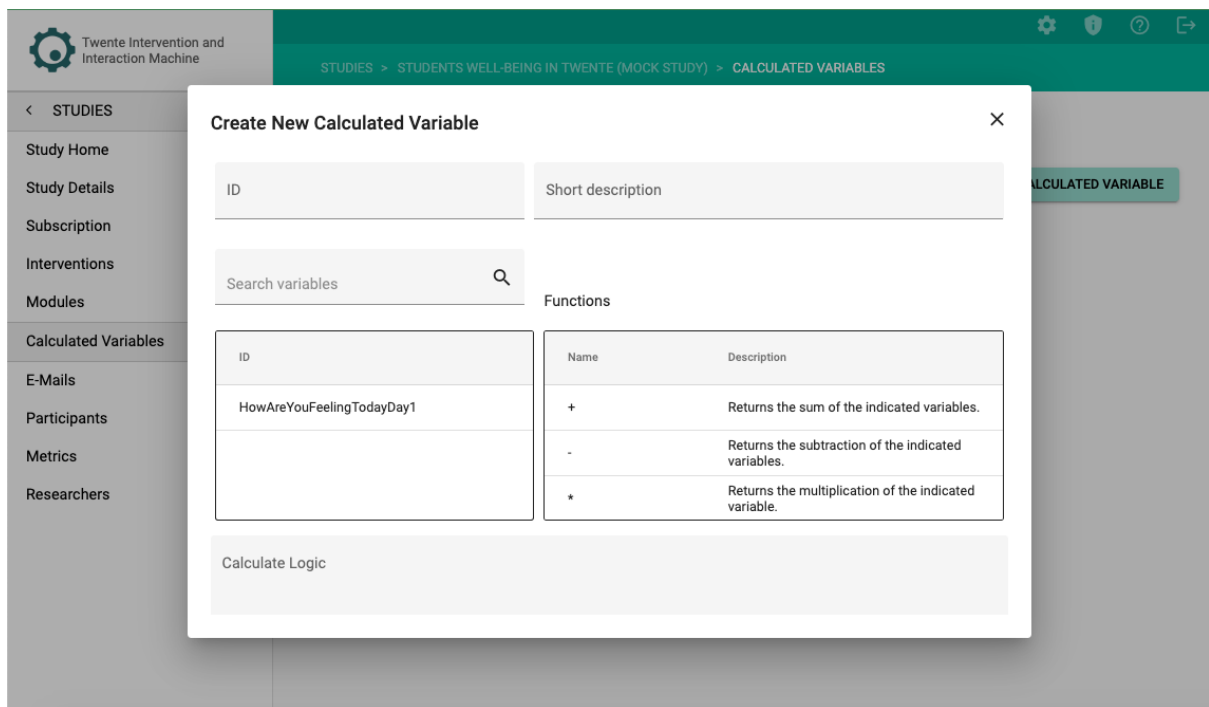 Twente Intervention and
Interaction Machine
STUDIES > STUDENTS WELL-BEING IN TWENTE (MOCK STUDY) > CALCULATED VARIABLES
< STUDIES
Study Home
Study Details
Subscription
Interventions
Modules
Calculated Variables
E-Mails
Participants
Metrics
Researchers
CALCULATED VARIABLE
Create New Calculated Variable
ID
Short description
Search variables
Functions
ID
HowAreYouFeelingTodayDay1
Name Description
+ Returns the sum of the indicated variables.
- Returns the subtraction of the indicated
variables.
* Returns the multiplication of the indicated
variable.
Calculate Logic